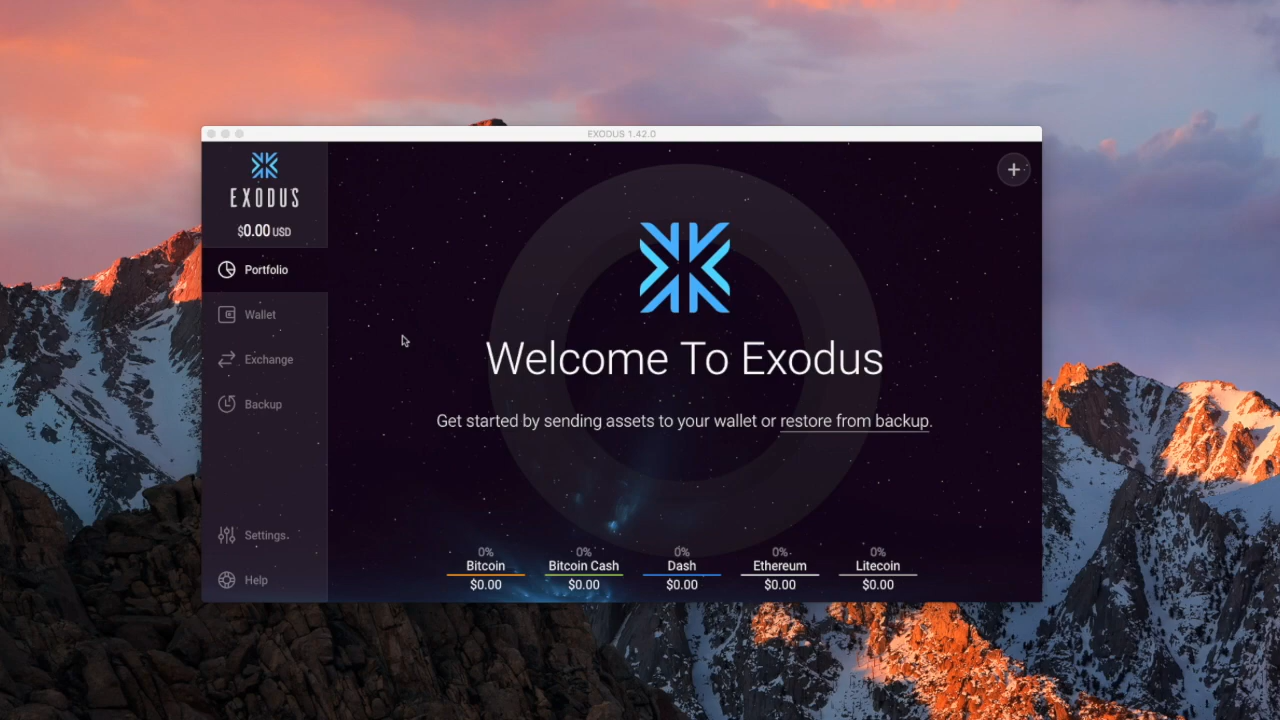 EXODUS 1.42.0
EXODUS
$0.00 USD
Portfolio
Wallet
Exchange
Backup
Settings
Help
+
Welcome To Exodus
Get started by sending assets to your wallet or restore from backup.
0% 0% 0% 0% 0%
Bitcoin Bitcoin Cash Dash Ethereum Litecoin
$0.00 $0.00 $0.00 $0.00 $0.00